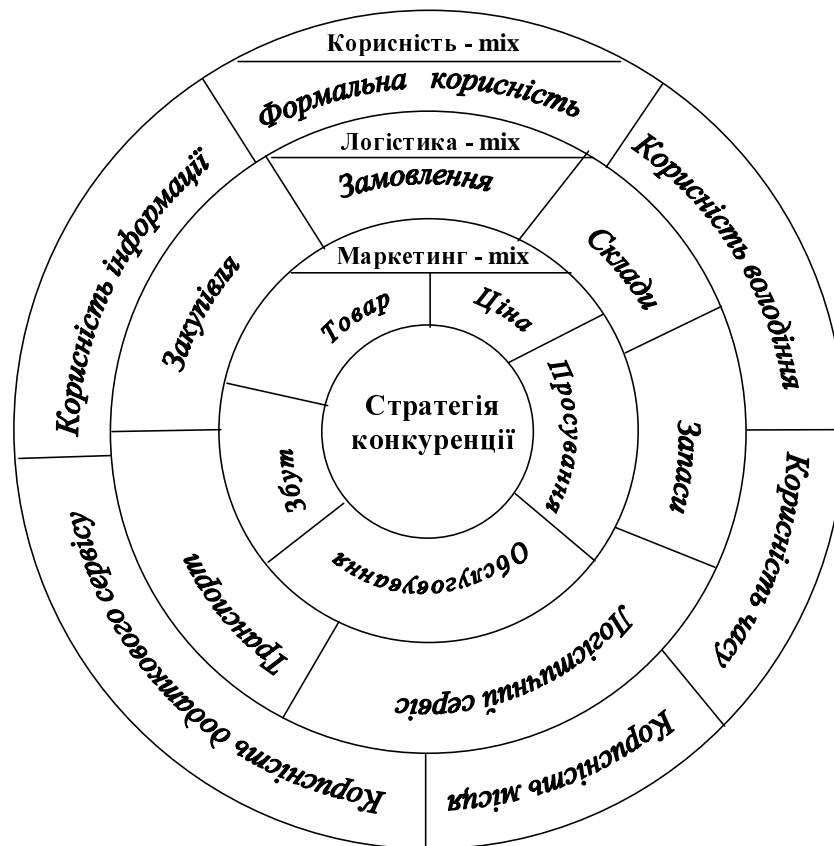 Корисність - mix
Формальна корисність
Корисність володіння
Корисність часу
Корисність місця
Корисність додаткового сервісу
Корисність інформації
Логістика - mix
Замовлення
Склади
Запаси
Логістичний сервіс
Транспорт
Закупівля
Маркетинг - mix
Товар
Ціна
Просування
Обслуговування
Збут
Стратегія
конкуренції